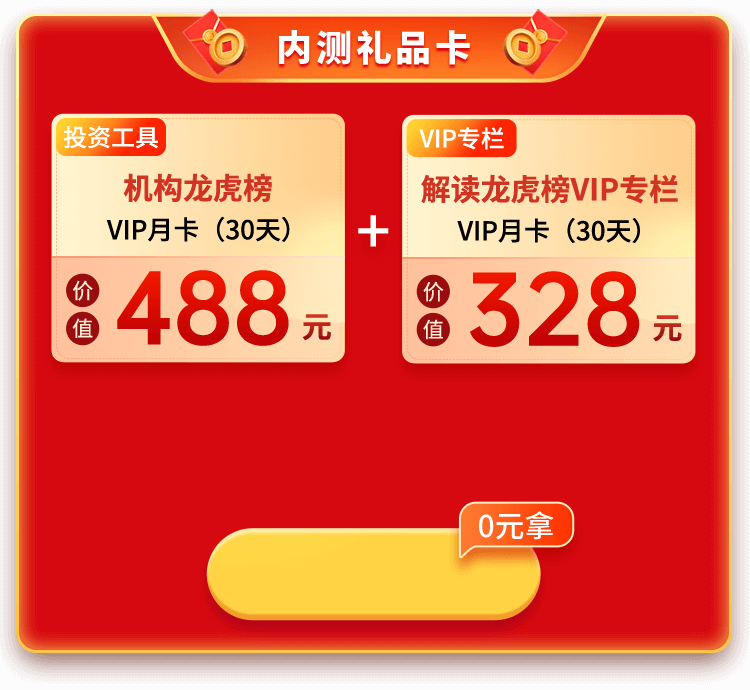 内测礼品卡
投资工具
机构龙虎榜
VIP月卡（30天）
价值 488 元
+
VIP专栏
解读龙虎榜VIP专栏
VIP月卡（30天）
价值 328 元
0元拿